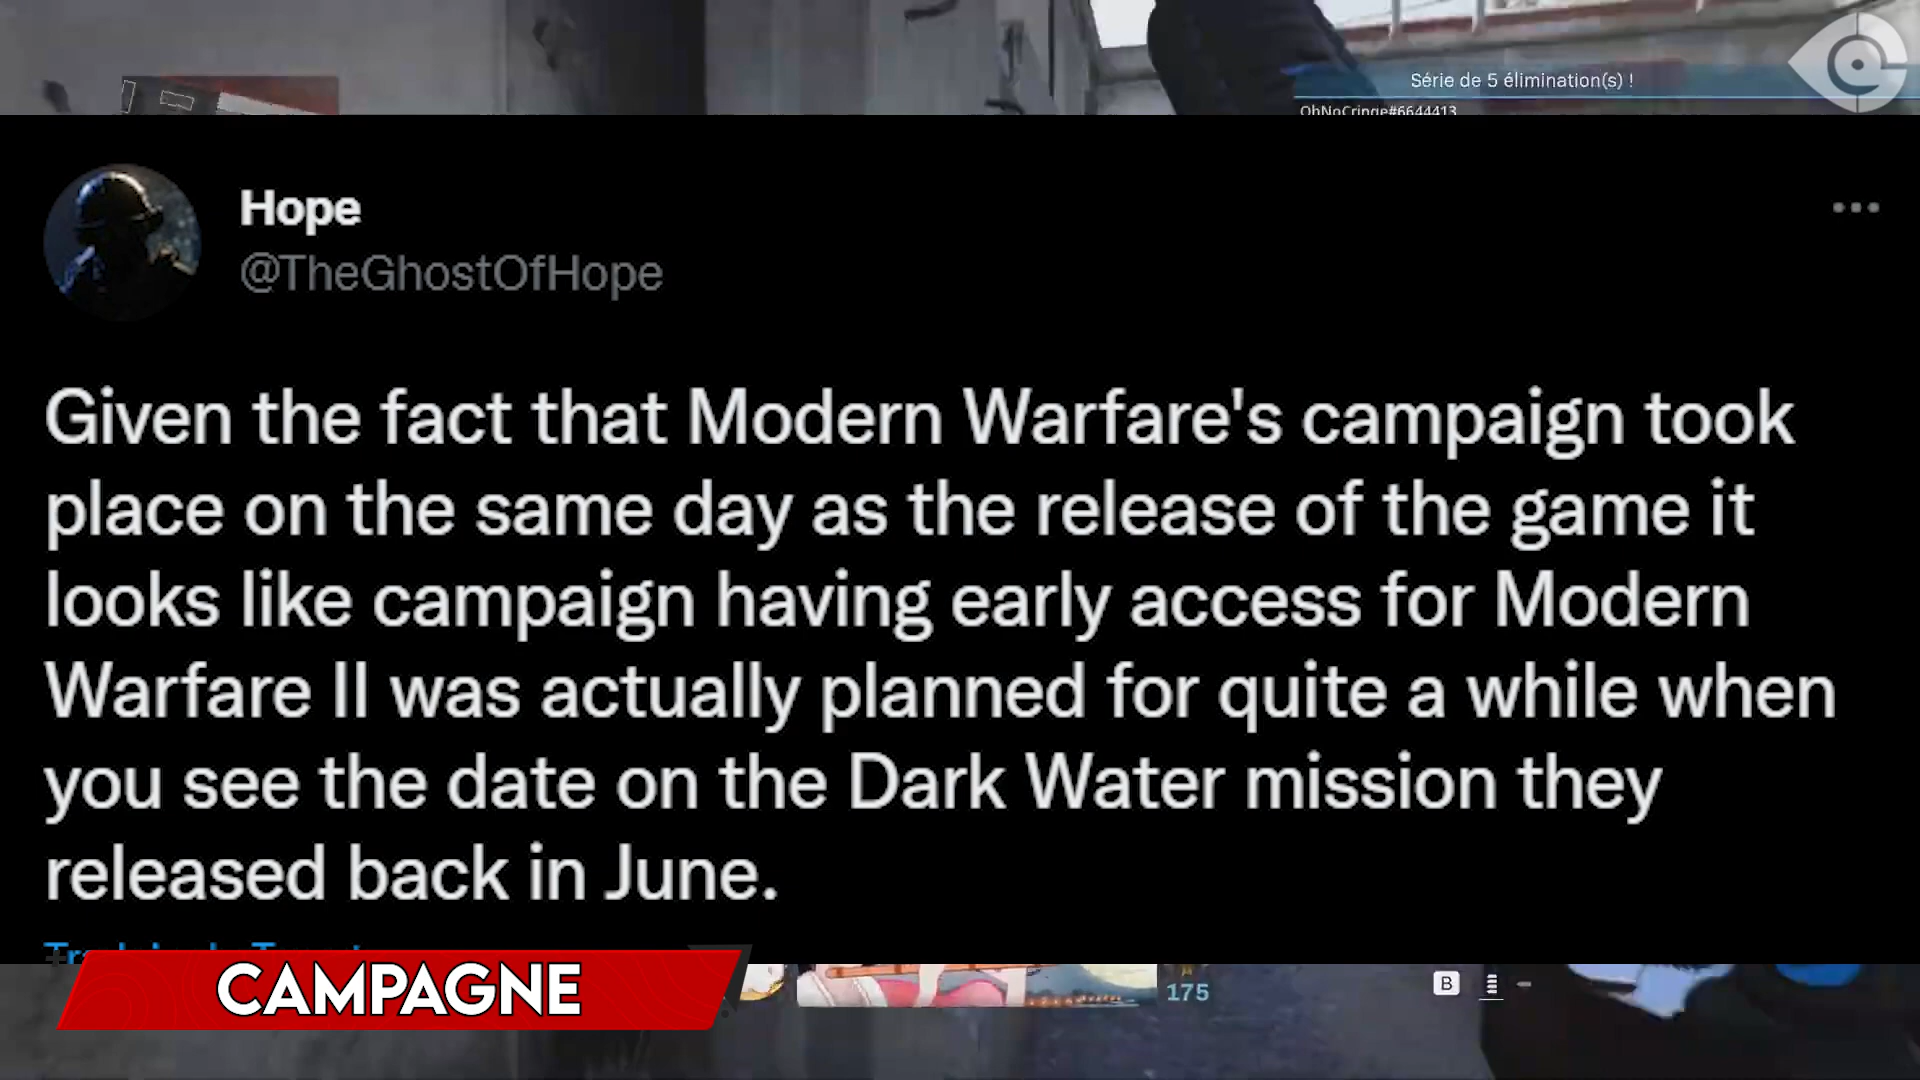 Série de 5 élimination(s) !
OhNoCringe#6644413
Hope
@TheGhostOfHope
Given the fact that Modern Warfare's campaign took
place on the same day as the release of the game it
looks like campaign having early access for Modern
Warfare II was actually planned for quite a while when
you see the date on the Dark Water mission they
released back in June.
CAMPAGNE
175
B